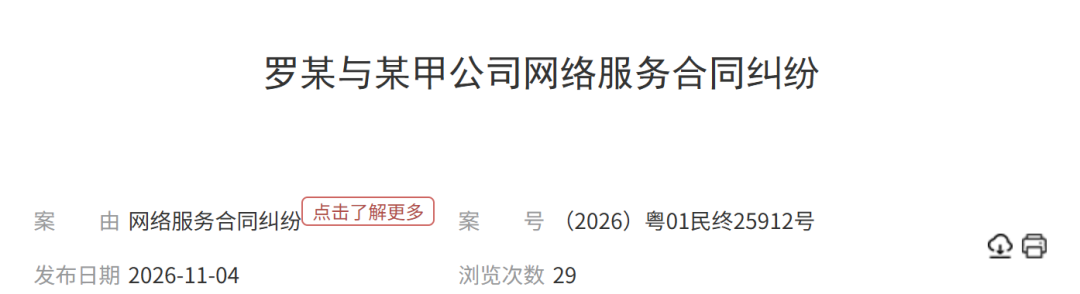 罗某与某甲公司网络服务合同纠纷
案　　由 网络服务合同纠纷 点击了解更多 案　　号 （2026）粤01民终25912号
发布日期 2026-11-04 浏览次数 29